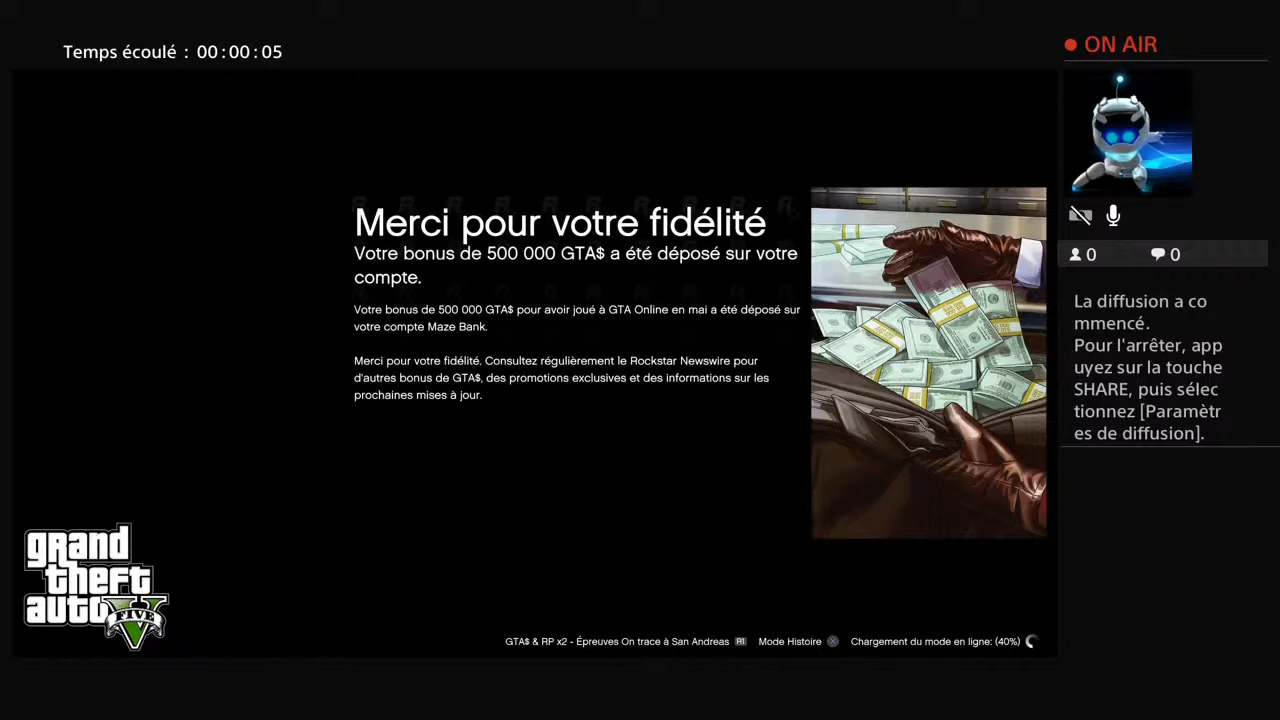 Temps écoulé : 00:00:05
ON AIR
Merci pour votre fidélité
Votre bonus de 500 000 GTA$ a été déposé sur votre
compte.
Votre bonus de 500 000 GTA$ pour avoir joué à GTA Online en mai a été déposé sur
votre compte Maze Bank.
Merci pour votre fidélité. Consultez régulièrement le Rockstar Newswire pour
d'autres bonus de GTA$, des promotions exclusives et des informations sur les
prochaines mises à jour.
0
0
La diffusion a co
mmencé.
Pour l'arrêter, app
uyez sur la touche
SHARE, puis sélec
tionnez [Paramètr
es de diffusion].
grand
theft
auto
FIVE
GTA$ & RP x2 - Épreuves On trace à San Andreas R1 Mode Histoire Chargement du mode en ligne: (40%)